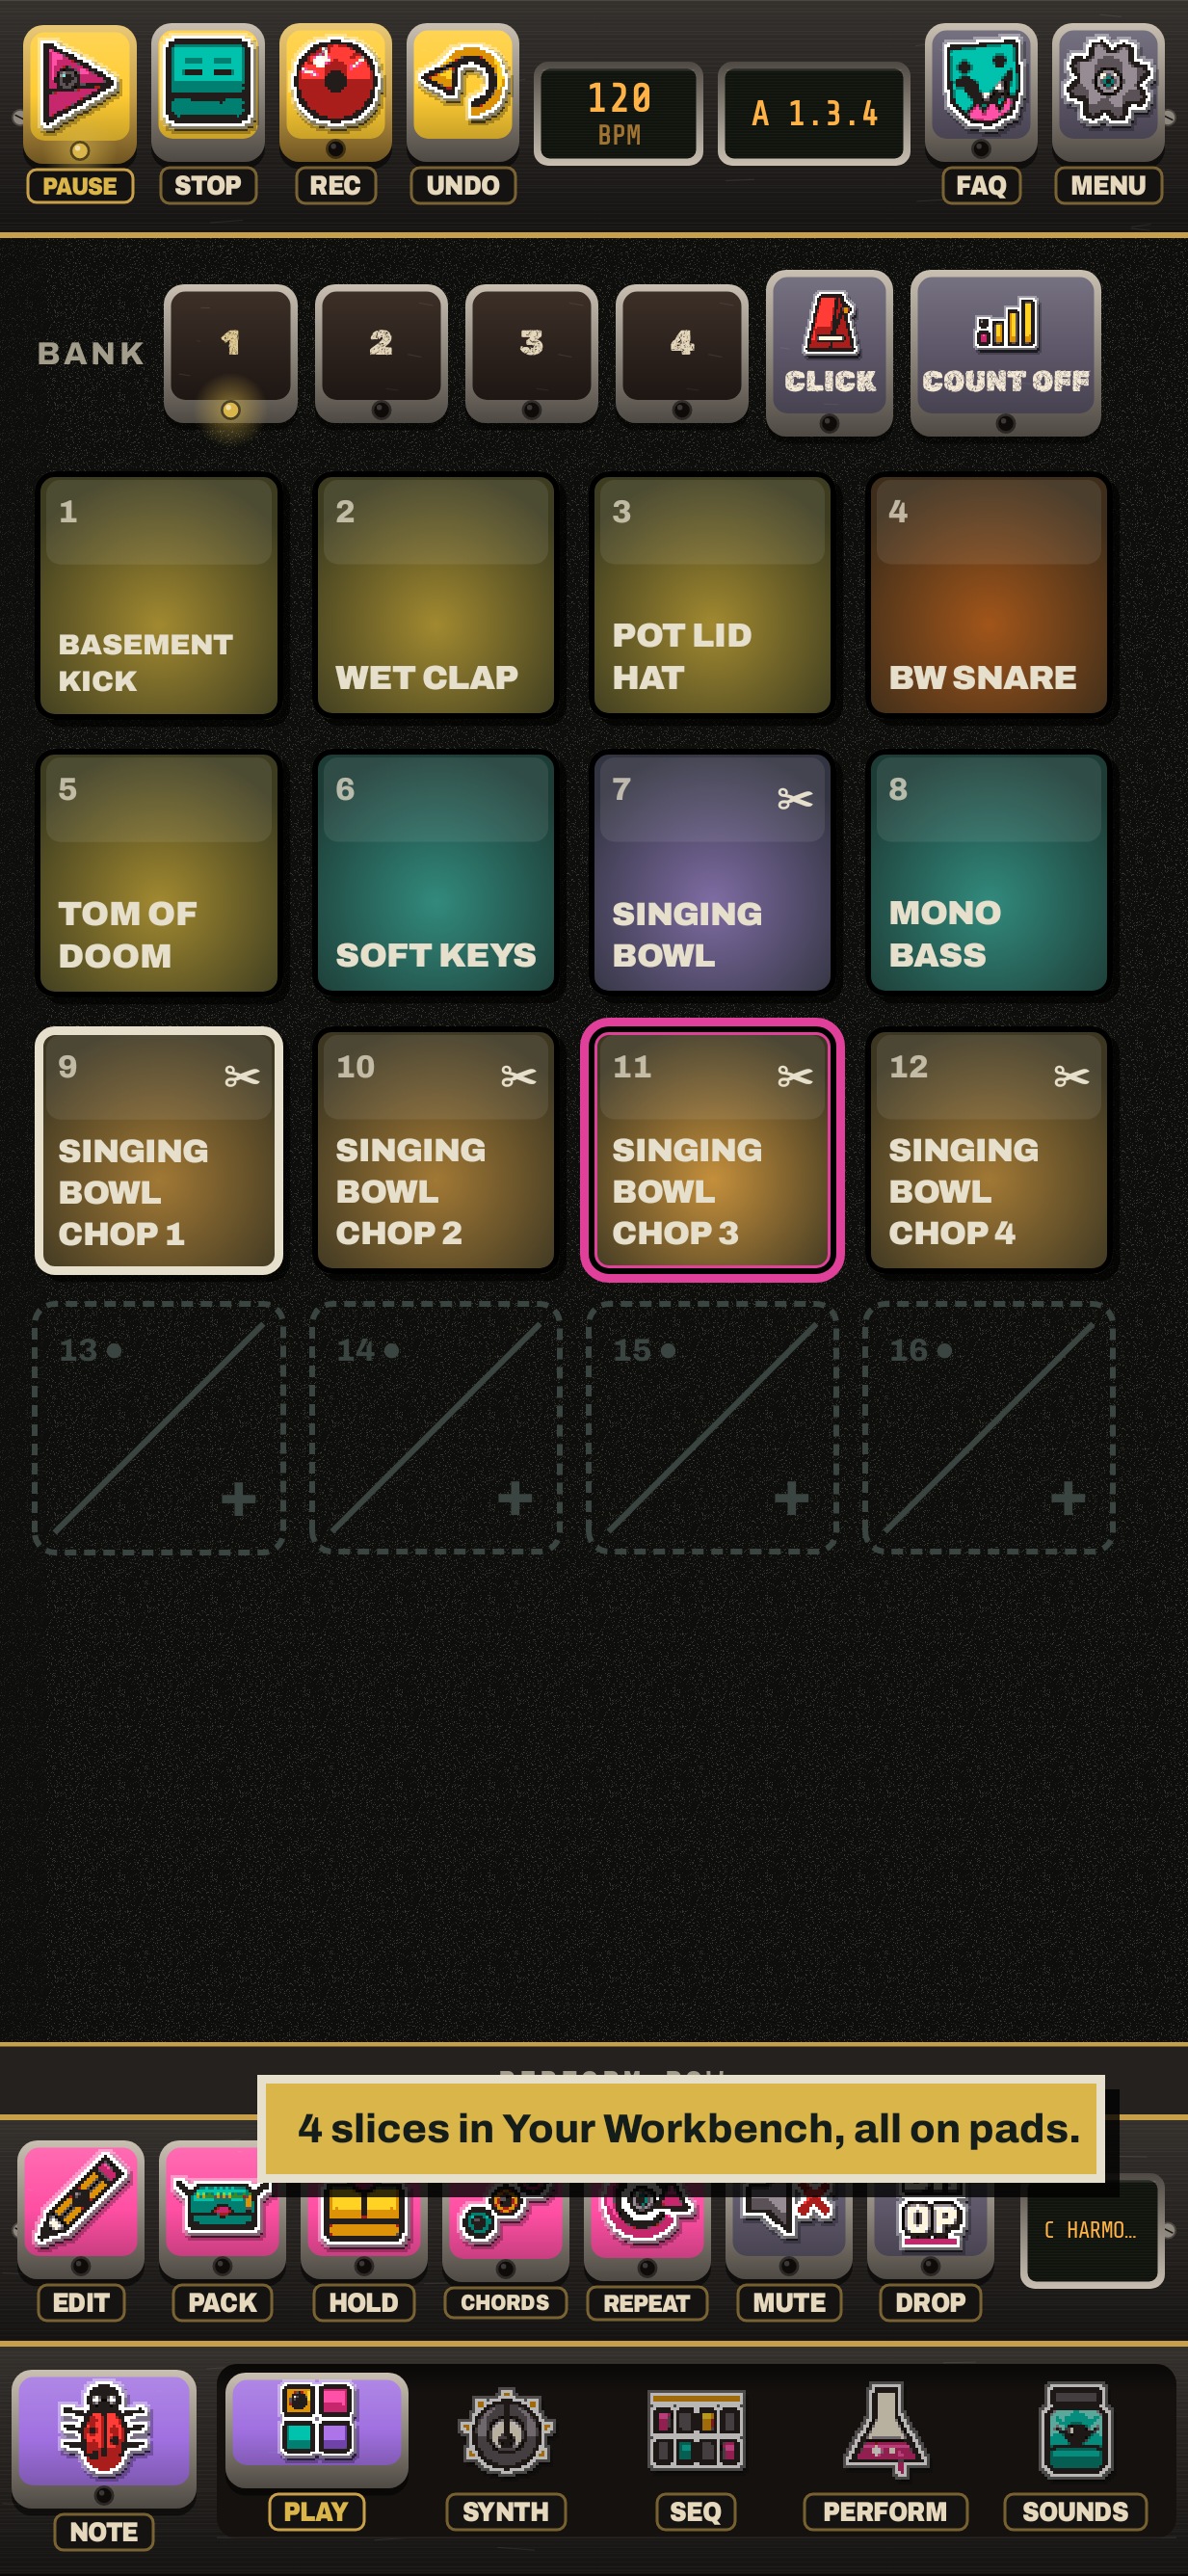 120
BPM
A 1.3.4
PAUSE STOP REC UNDO FAQ MENU
BANK 1 2 3 4 CLICK COUNT OFF
1 2 3 4
BASEMENT KICK
WET CLAP
POT LID HAT
BW SNARE
5 6 7 8
TOM OF DOOM
SOFT KEYS
SINGING BOWL
MONO BASS
9 10 11 12
SINGING BOWL CHOP 1
SINGING BOWL CHOP 2
SINGING BOWL CHOP 3
SINGING BOWL CHOP 4
13 14 15 16
4 slices in Your Workbench, all on pads.
OP
C HARMO…
EDIT PACK HOLD CHORDS REPEAT MUTE DROP
NOTE PLAY SYNTH SEQ PERFORM SOUNDS